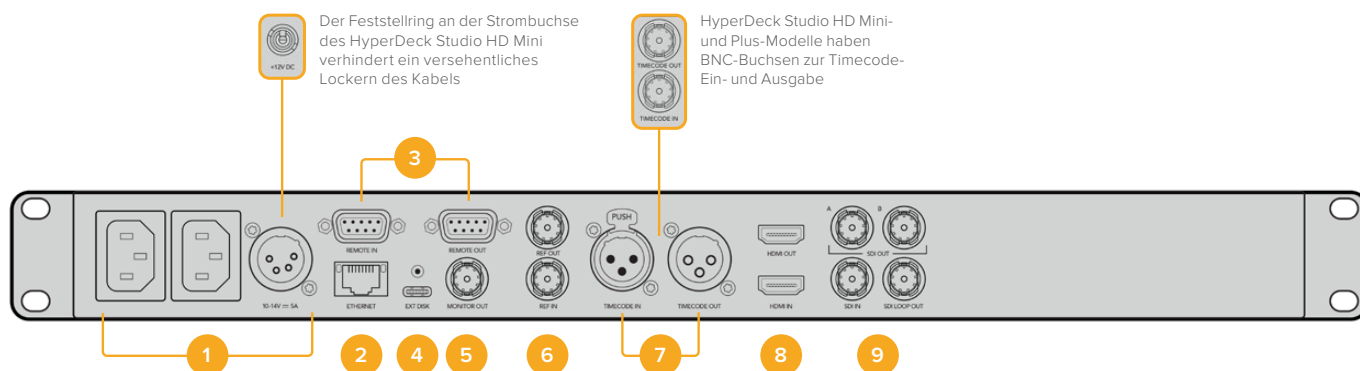 Der Feststellring an der Strombuchse
des HyperDeck Studio HD Mini
verhindert ein versehentliches
Lockern des Kabels
+12V DC
HyperDeck Studio HD Mini-
und Plus-Modelle haben
BNC-Buchsen zur Timecode-
Ein- und Ausgabe
TIMECODE OUT
TIMECODE IN
3
PUSH
A
B
REMOTE IN
REMOTE OUT
REF OUT
HDMI OUT
SDI OUT
10-14V ⎓ 5A
ETHERNET
EXT DISK
MONITOR OUT
REF IN
TIMECODE IN
TIMECODE OUT
HDMI IN
SDI IN
SDI LOOP OUT
1
2
4
5
6
7
8
9